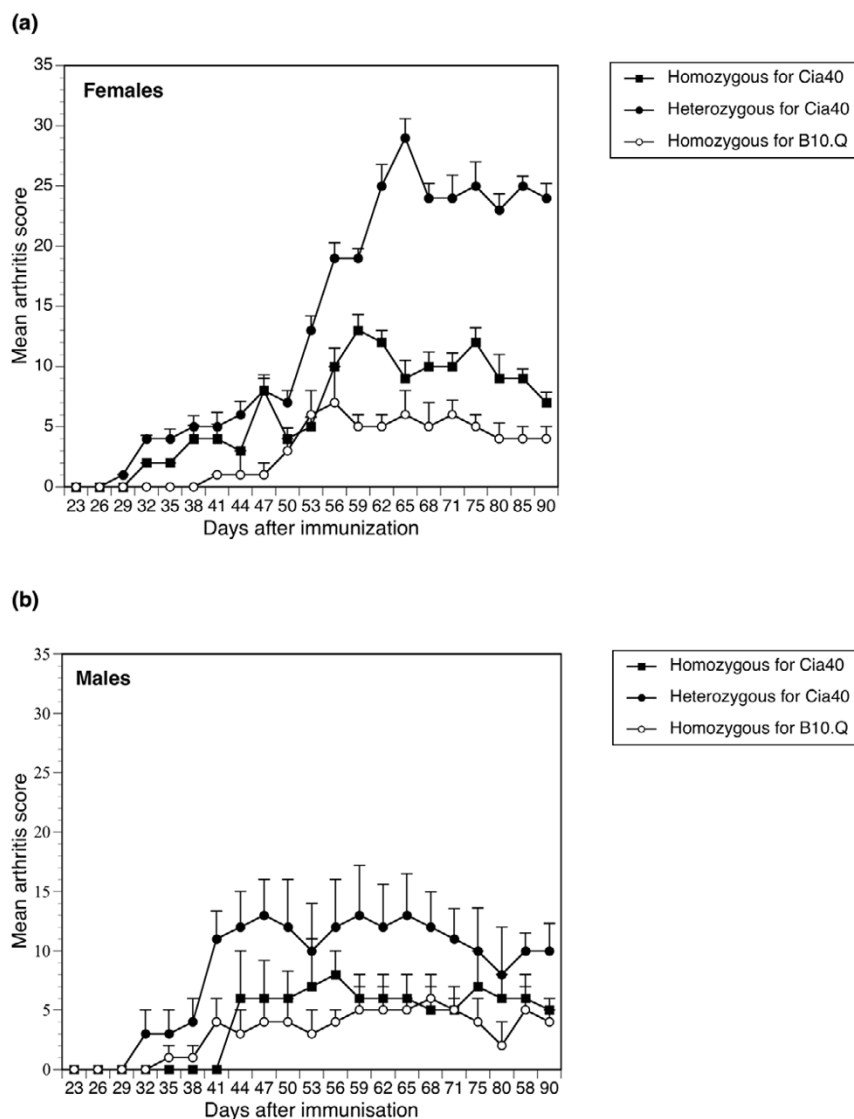 (a)
35
30
25
20
15
10
5
0
Mean arthritis score
Females
23 26 29 32 35 38 41 44 47 50 53 56 59 62 65 68 71 75 80 85 90
Days after immunization
Homozygous for Cia40
Heterozygous for Cia40
Homozygous for B10.Q
(b)
35
30
25
20
15
10
5
0
Mean arthritis score
Males
23 26 29 32 35 38 41 44 47 50 53 56 59 62 65 68 71 75 80 58 90
Days after immunisation
Homozygous for Cia40
Heterozygous for Cia40
Homozygous for B10.Q